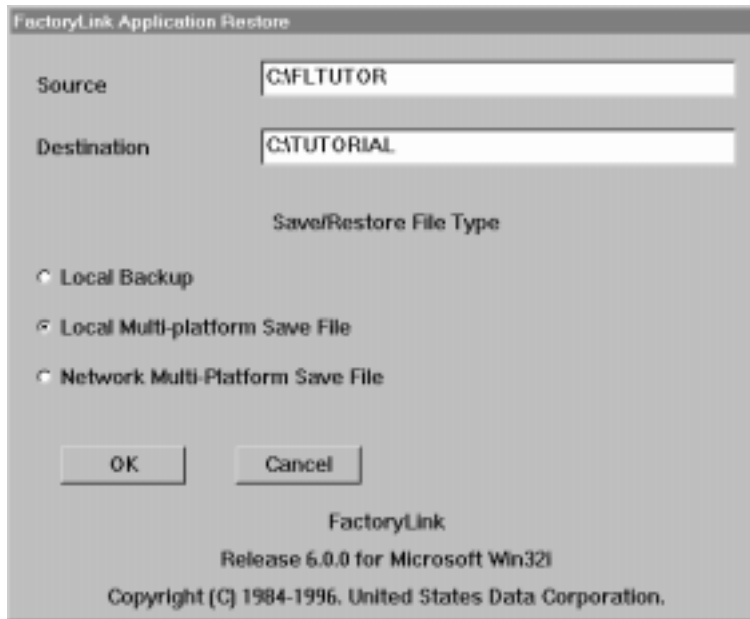 FactoryLink Application Restore
Source C:\FLTUTOR
Destination C:\TUTORIAL
Save/Restore File Type
Local Backup
Local Multi-platform Save File
Network Multi-Platform Save File
OK Cancel
FactoryLink
Release 6.0.0 for Microsoft Win32I
Copyright (C) 1984-1996. United States Data Corporation.